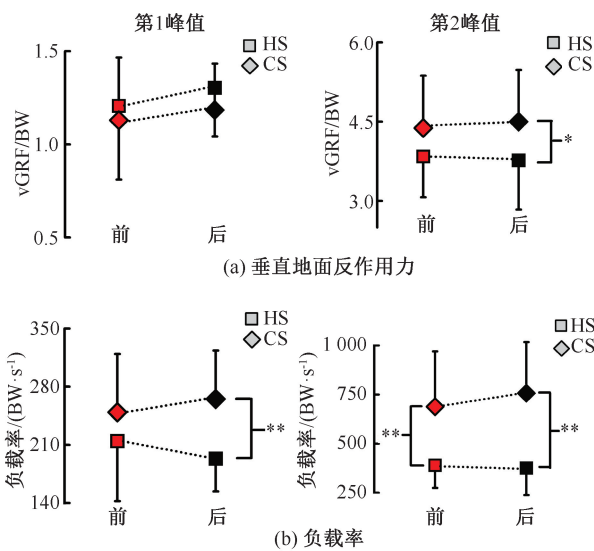 第1峰值
第2峰值
HS
CS
vGRF/BW
1.5
1.0
0.5
前
后
HS
CS
vGRF/BW
6.0
4.5
3.0
*
前
后
(a) 垂直地面反作用力
HS
CS
负载率/(BW·s⁻¹)
350
280
210
140
**
前
后
HS
CS
负载率/(BW·s⁻¹)
1 000
750
500
250
**
**
前
后
(b) 负载率